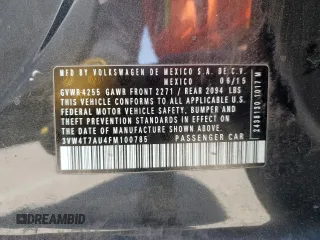 MFD BY VOLKSWAGEN DE MEXICO S.A. DE C.V.
MEXICO 06/15
GVWR4255 GAWR FRONT 2271 / REAR 2094 LBS
THIS VEHICLE CONFORMS TO ALL APPLICABLE U.S.
FEDERAL MOTOR VEHICLE SAFETY, BUMPER AND
THEFT PREVENTION STANDARDS IN EFFECT ON THE
DATE OF MANUFACTURE SHOWN ABOVE.
3VW4T7AU4FM100785 PASSENGER CAR
DREAMBID